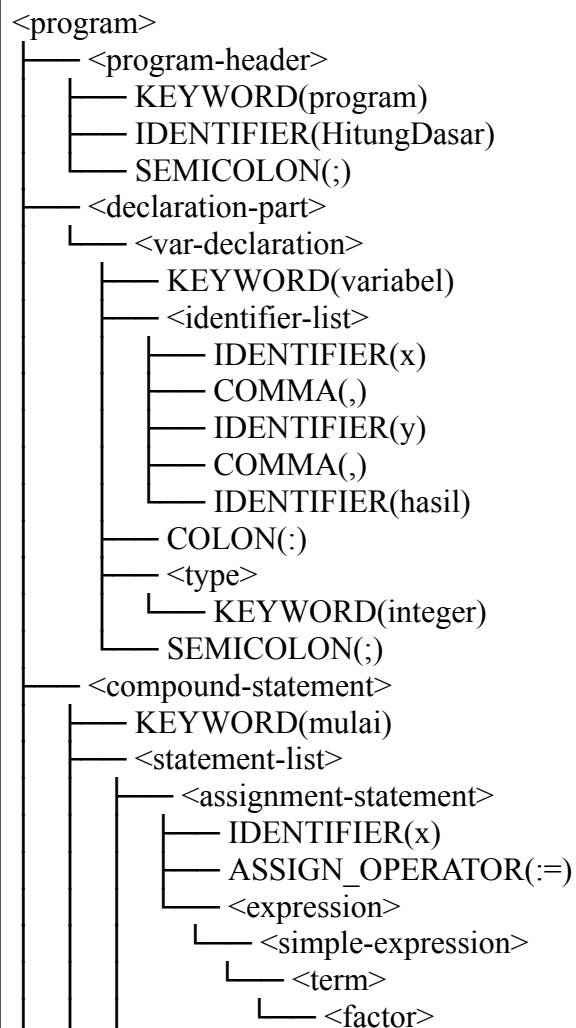 <program>
<program-header>
KEYWORD(program)
IDENTIFIER(HitungDasar)
SEMICOLON(;)
<declaration-part>
<var-declaration>
KEYWORD(variabel)
<identifier-list>
IDENTIFIER(x)
COMMA(,)
IDENTIFIER(y)
COMMA(,)
IDENTIFIER(hasil)
COLON(:)
<type>
KEYWORD(integer)
SEMICOLON(;)
<compound-statement>
KEYWORD(mulai)
<statement-list>
<assignment-statement>
IDENTIFIER(x)
ASSIGN_OPERATOR(:=)
<expression>
<simple-expression>
<term>
<factor>